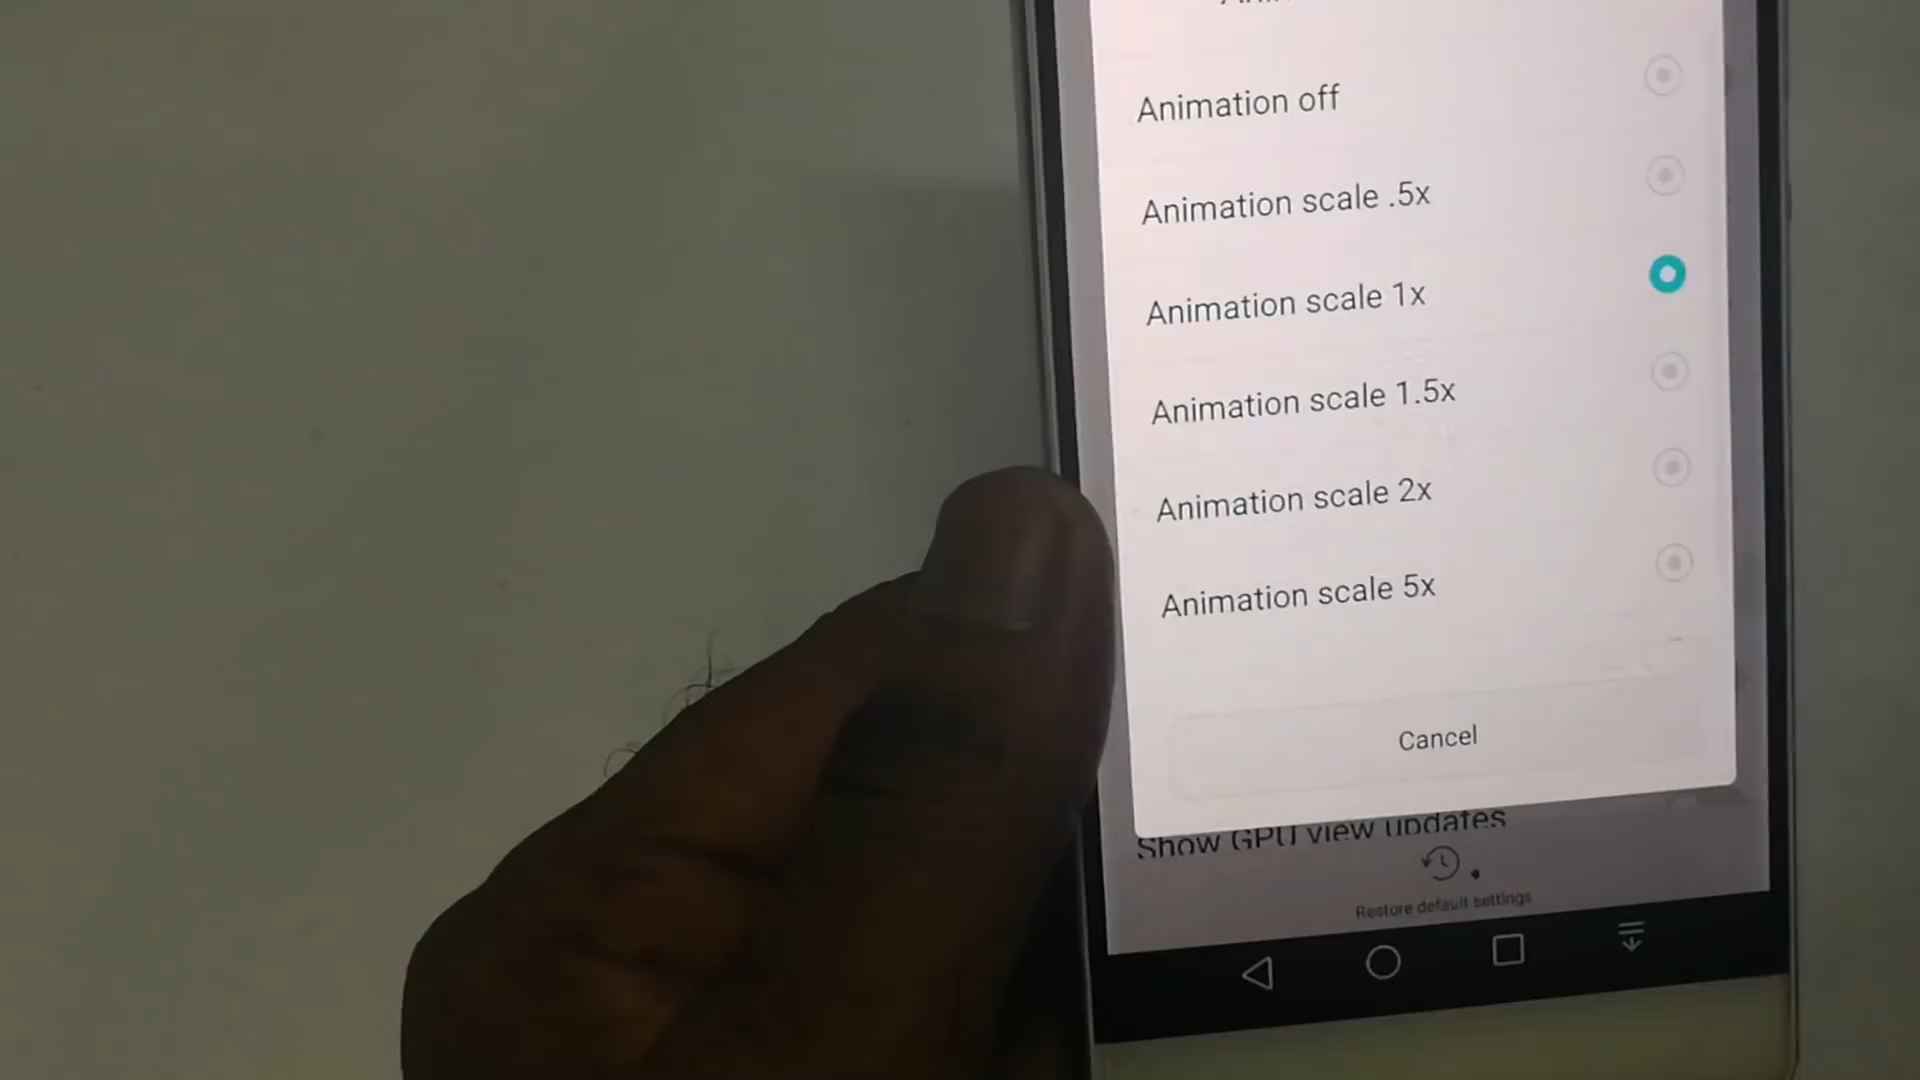 Animation off
Animation scale .5x
Animation scale 1x
Animation scale 1.5x
Animation scale 2x
Animation scale 5x
Cancel
Show GPU view updates
Restore default settings